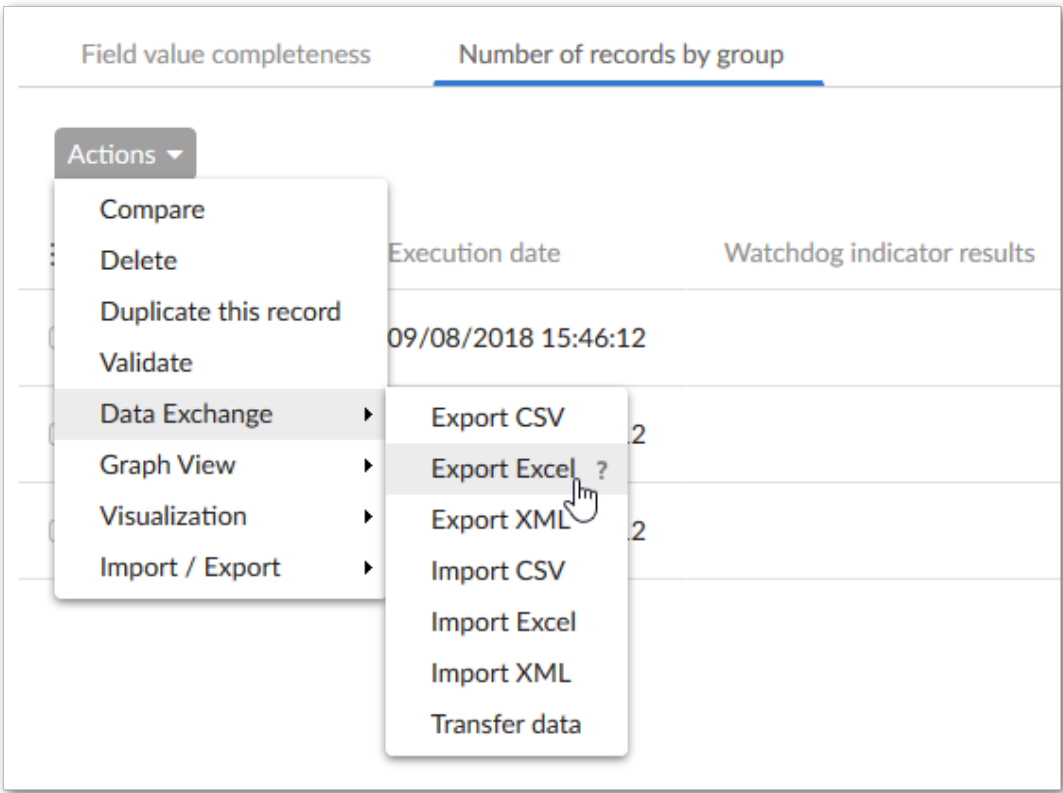 Field value completeness Number of records by group
Actions
Compare
Execution date Watchdog indicator results
Delete
Duplicate this record
09/08/2018 15:46:12
Validate
Data Exchange
Export CSV
12
Graph View
Export Excel ?
Visualization
Export XML
12
Import / Export
Import CSV
Import Excel
Import XML
Transfer data